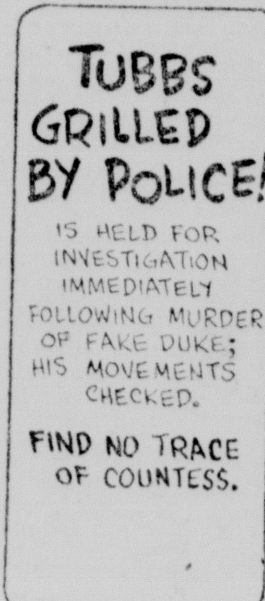 TUBBS
GRILLED
BY POLICE!
IS HELD FOR
INVESTIGATION
IMMEDIATELY
FOLLOWING MURDER
OF FAKE DUKE;
HIS MOVEMENTS
CHECKED.
FIND NO TRACE
OF COUNTESS.